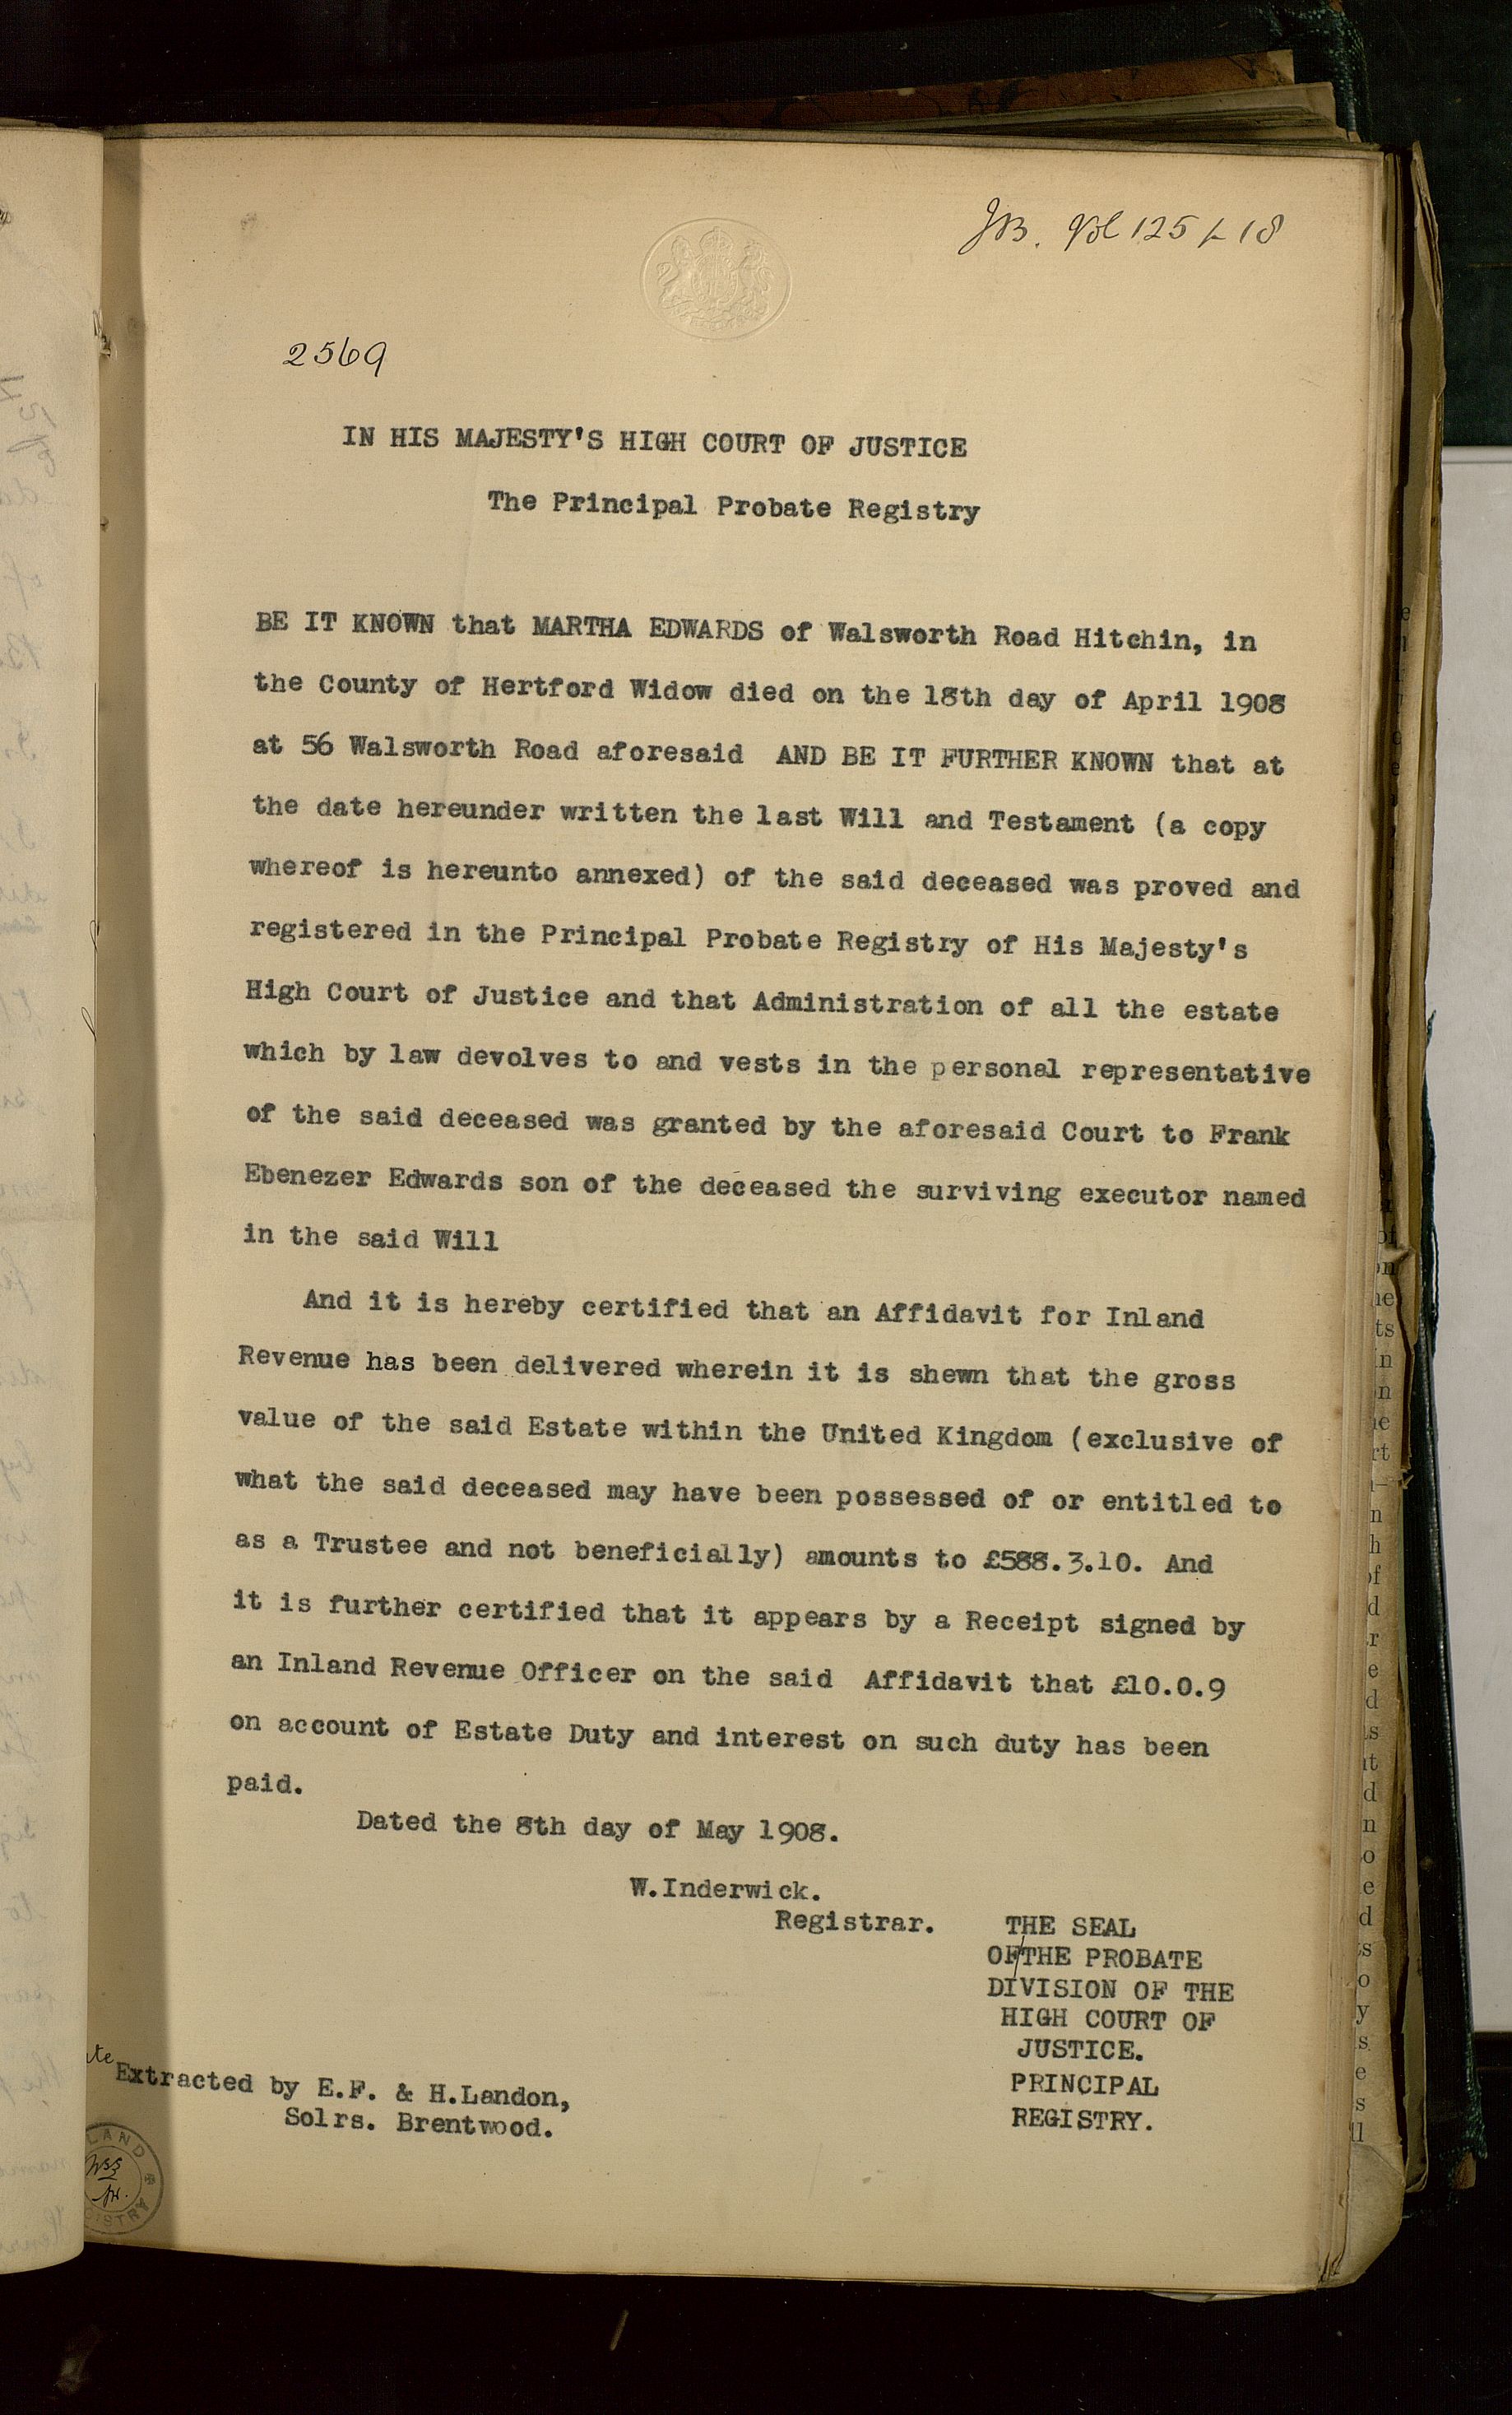 JB. Vol 125 f 18
2569
IN HIS MAJESTY'S HIGH COURT OF JUSTICE
The Principal Probate Registry
BE IT KNOWN that MARTHA EDWARDS of Walsworth Road Hitchin, in
the County of Hertford Widow died on the 18th day of April 1908
at 56 Walsworth Road aforesaid AND BE IT FURTHER KNOWN that at
the date hereunder written the last Will and Testament (a copy
whereof is hereunto annexed) of the said deceased was proved and
registered in the Principal Probate Registry of His Majesty's
High Court of Justice and that Administration of all the estate
which by law devolves to and vests in the personal representative
of the said deceased was granted by the aforesaid Court to Frank
Ebenezer Edwards son of the deceased the surviving executor named
in the said Will
And it is hereby certified that an Affidavit for Inland
Revenue has been delivered wherein it is shewn that the gross
value of the said Estate within the United Kingdom (exclusive of
what the said deceased may have been possessed of or entitled to
as a Trustee and not beneficially) amounts to £588.3.10. And
it is further certified that it appears by a Receipt signed by
an Inland Revenue Officer on the said Affidavit that £10.0.9
on account of Estate Duty and interest on such duty has been
paid.
Dated the 8th day of May 1908.
W.Inderwick.
Registrar.
THE SEAL
OF/THE PROBATE
DIVISION OF THE
HIGH COURT OF
JUSTICE.
PRINCIPAL
REGISTRY.
Extracted by E.F. & H.Landon,
Solrs. Brentwood.